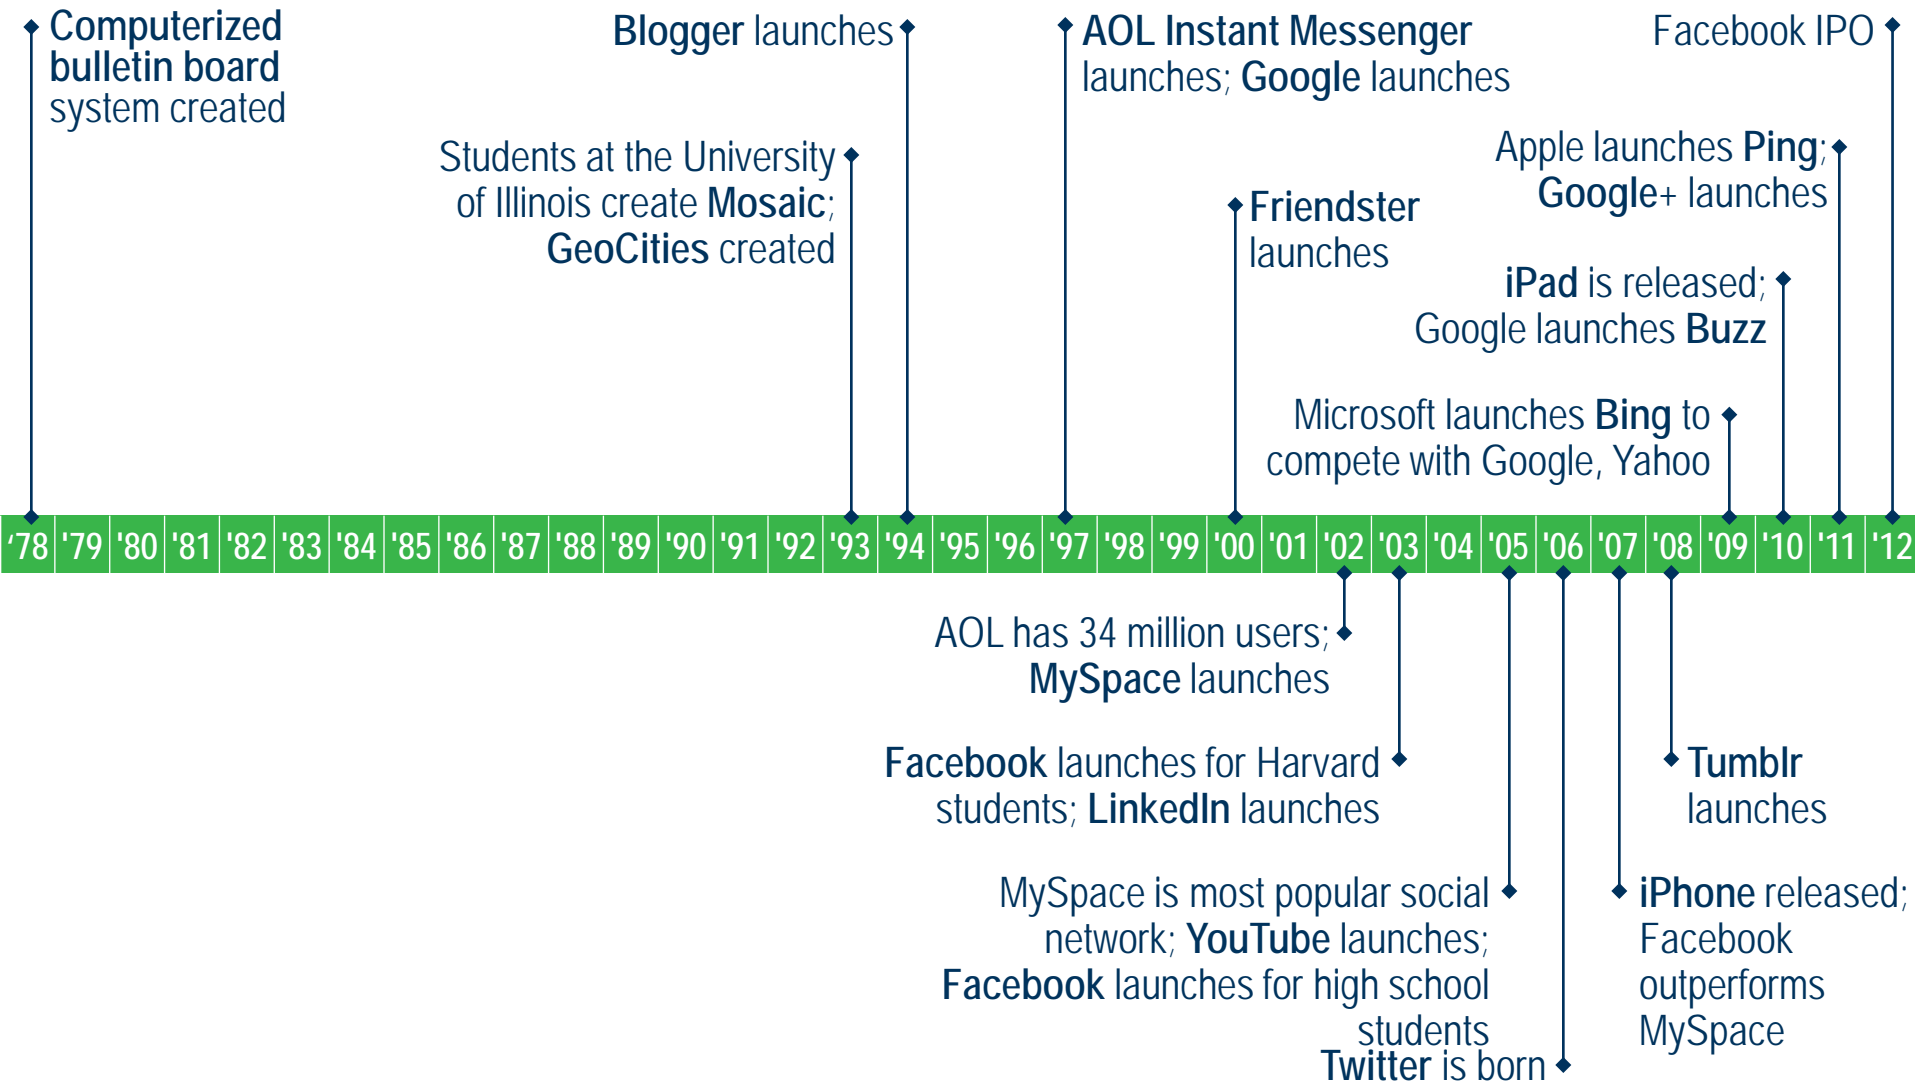 Computerized
bulletin board
system created
Blogger launches
AOL Instant Messenger
launches; Google launches
Facebook IPO
Students at the University
of Illinois create Mosaic;
GeoCities created
Friendster
launches
Apple launches Ping;
Google+ launches
iPad is released;
Google launches Buzz
Microsoft launches Bing to
compete with Google, Yahoo
‘78 '79 '80 '81 '82 '83 '84 '85 '86 '87 '88 '89 '90 '91 '92 '93 '94 '95 '96 '97 '98 '99 '00 '01 '02 '03 '04 '05 '06 '07 '08 '09 '10 '11 '12
AOL has 34 million users;
MySpace launches
Facebook launches for Harvard
students; LinkedIn launches
Tumblr
launches
MySpace is most popular social
network; YouTube launches;
Facebook launches for high school
students
iPhone released;
Facebook
outperforms
MySpace
Twitter is born